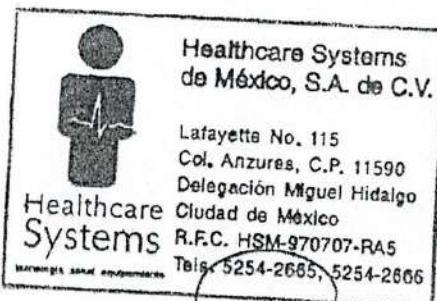 Healthcare Systems
de México, S.A. de C.V.
Lafayette No. 115
Col. Anzures, C.P. 11590
Delegación Miguel Hidalgo
Ciudad de México
R.F.C. HSM-970707-RA5
Tels. 5254-2665, 5254-2666
Healthcare
Systems